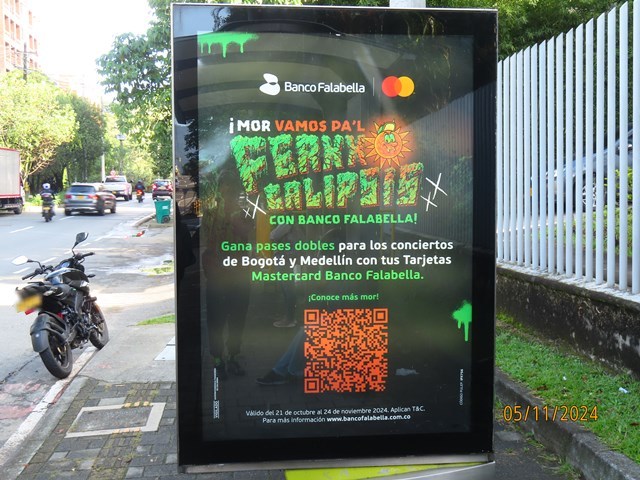 Banco Falabella
¡MOR VAMOS PA'L
FERXXO
CALIPSIS
CON BANCO FALABELLA!
Gana pases dobles para los conciertos
de Bogotá y Medellín con tus Tarjetas
Mastercard Banco Falabella.
¡Conoce más mor!
Válido del 21 de octubre al 24 de noviembre 2024. Aplican T&C.
Para más información www.bancofalabella.com.co
05/11/2024